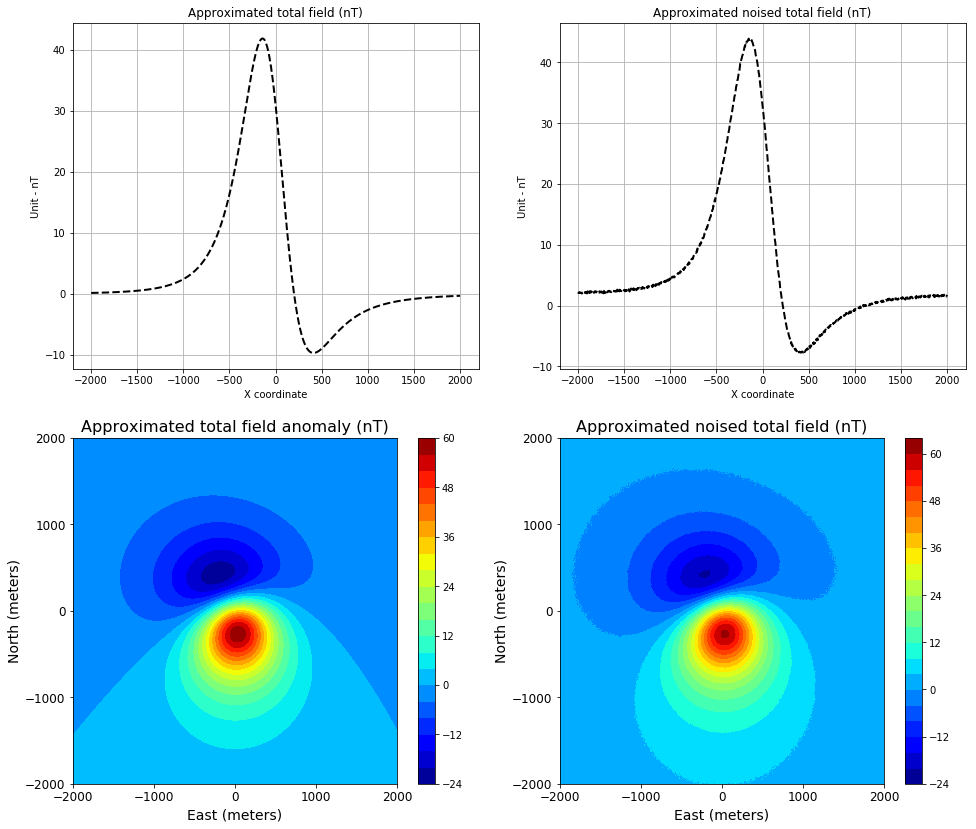 Approximated total field (nT)
40
30
20
10
0
−10
Unit - nT
−2000 −1500 −1000 −500 0 500 1000 1500 2000
X coordinate
Approximated noised total field (nT)
40
30
20
10
0
−10
Unit - nT
−2000 −1500 −1000 −500 0 500 1000 1500 2000
X coordinate
Approximated total field anomaly (nT)
2000
1000
0
−1000
−2000
North (meters)
−2000 −1000 0 1000 2000
East (meters)
60
48
36
24
12
0
−12
−24
Approximated noised total field (nT)
2000
1000
0
−1000
−2000
North (meters)
−2000 −1000 0 1000 2000
East (meters)
60
48
36
24
12
0
−12
−24